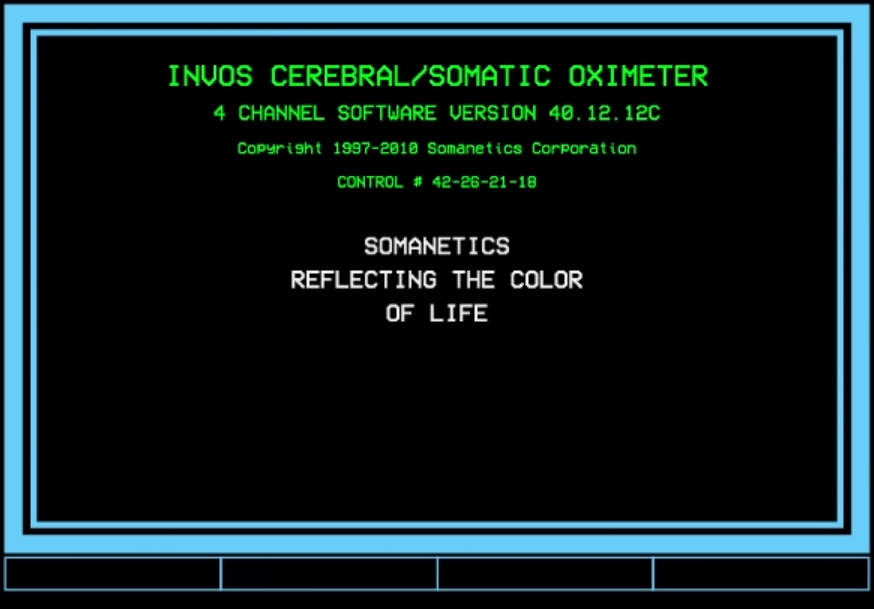 INVOS CEREBRAL/SOMATIC OXIMETER
4 CHANNEL SOFTWARE VERSION 40.12.12C
Copyright 1997-2010 Somanetics Corporation
CONTROL # 42-26-21-18
SOMANETICS
REFLECTING THE COLOR
OF LIFE